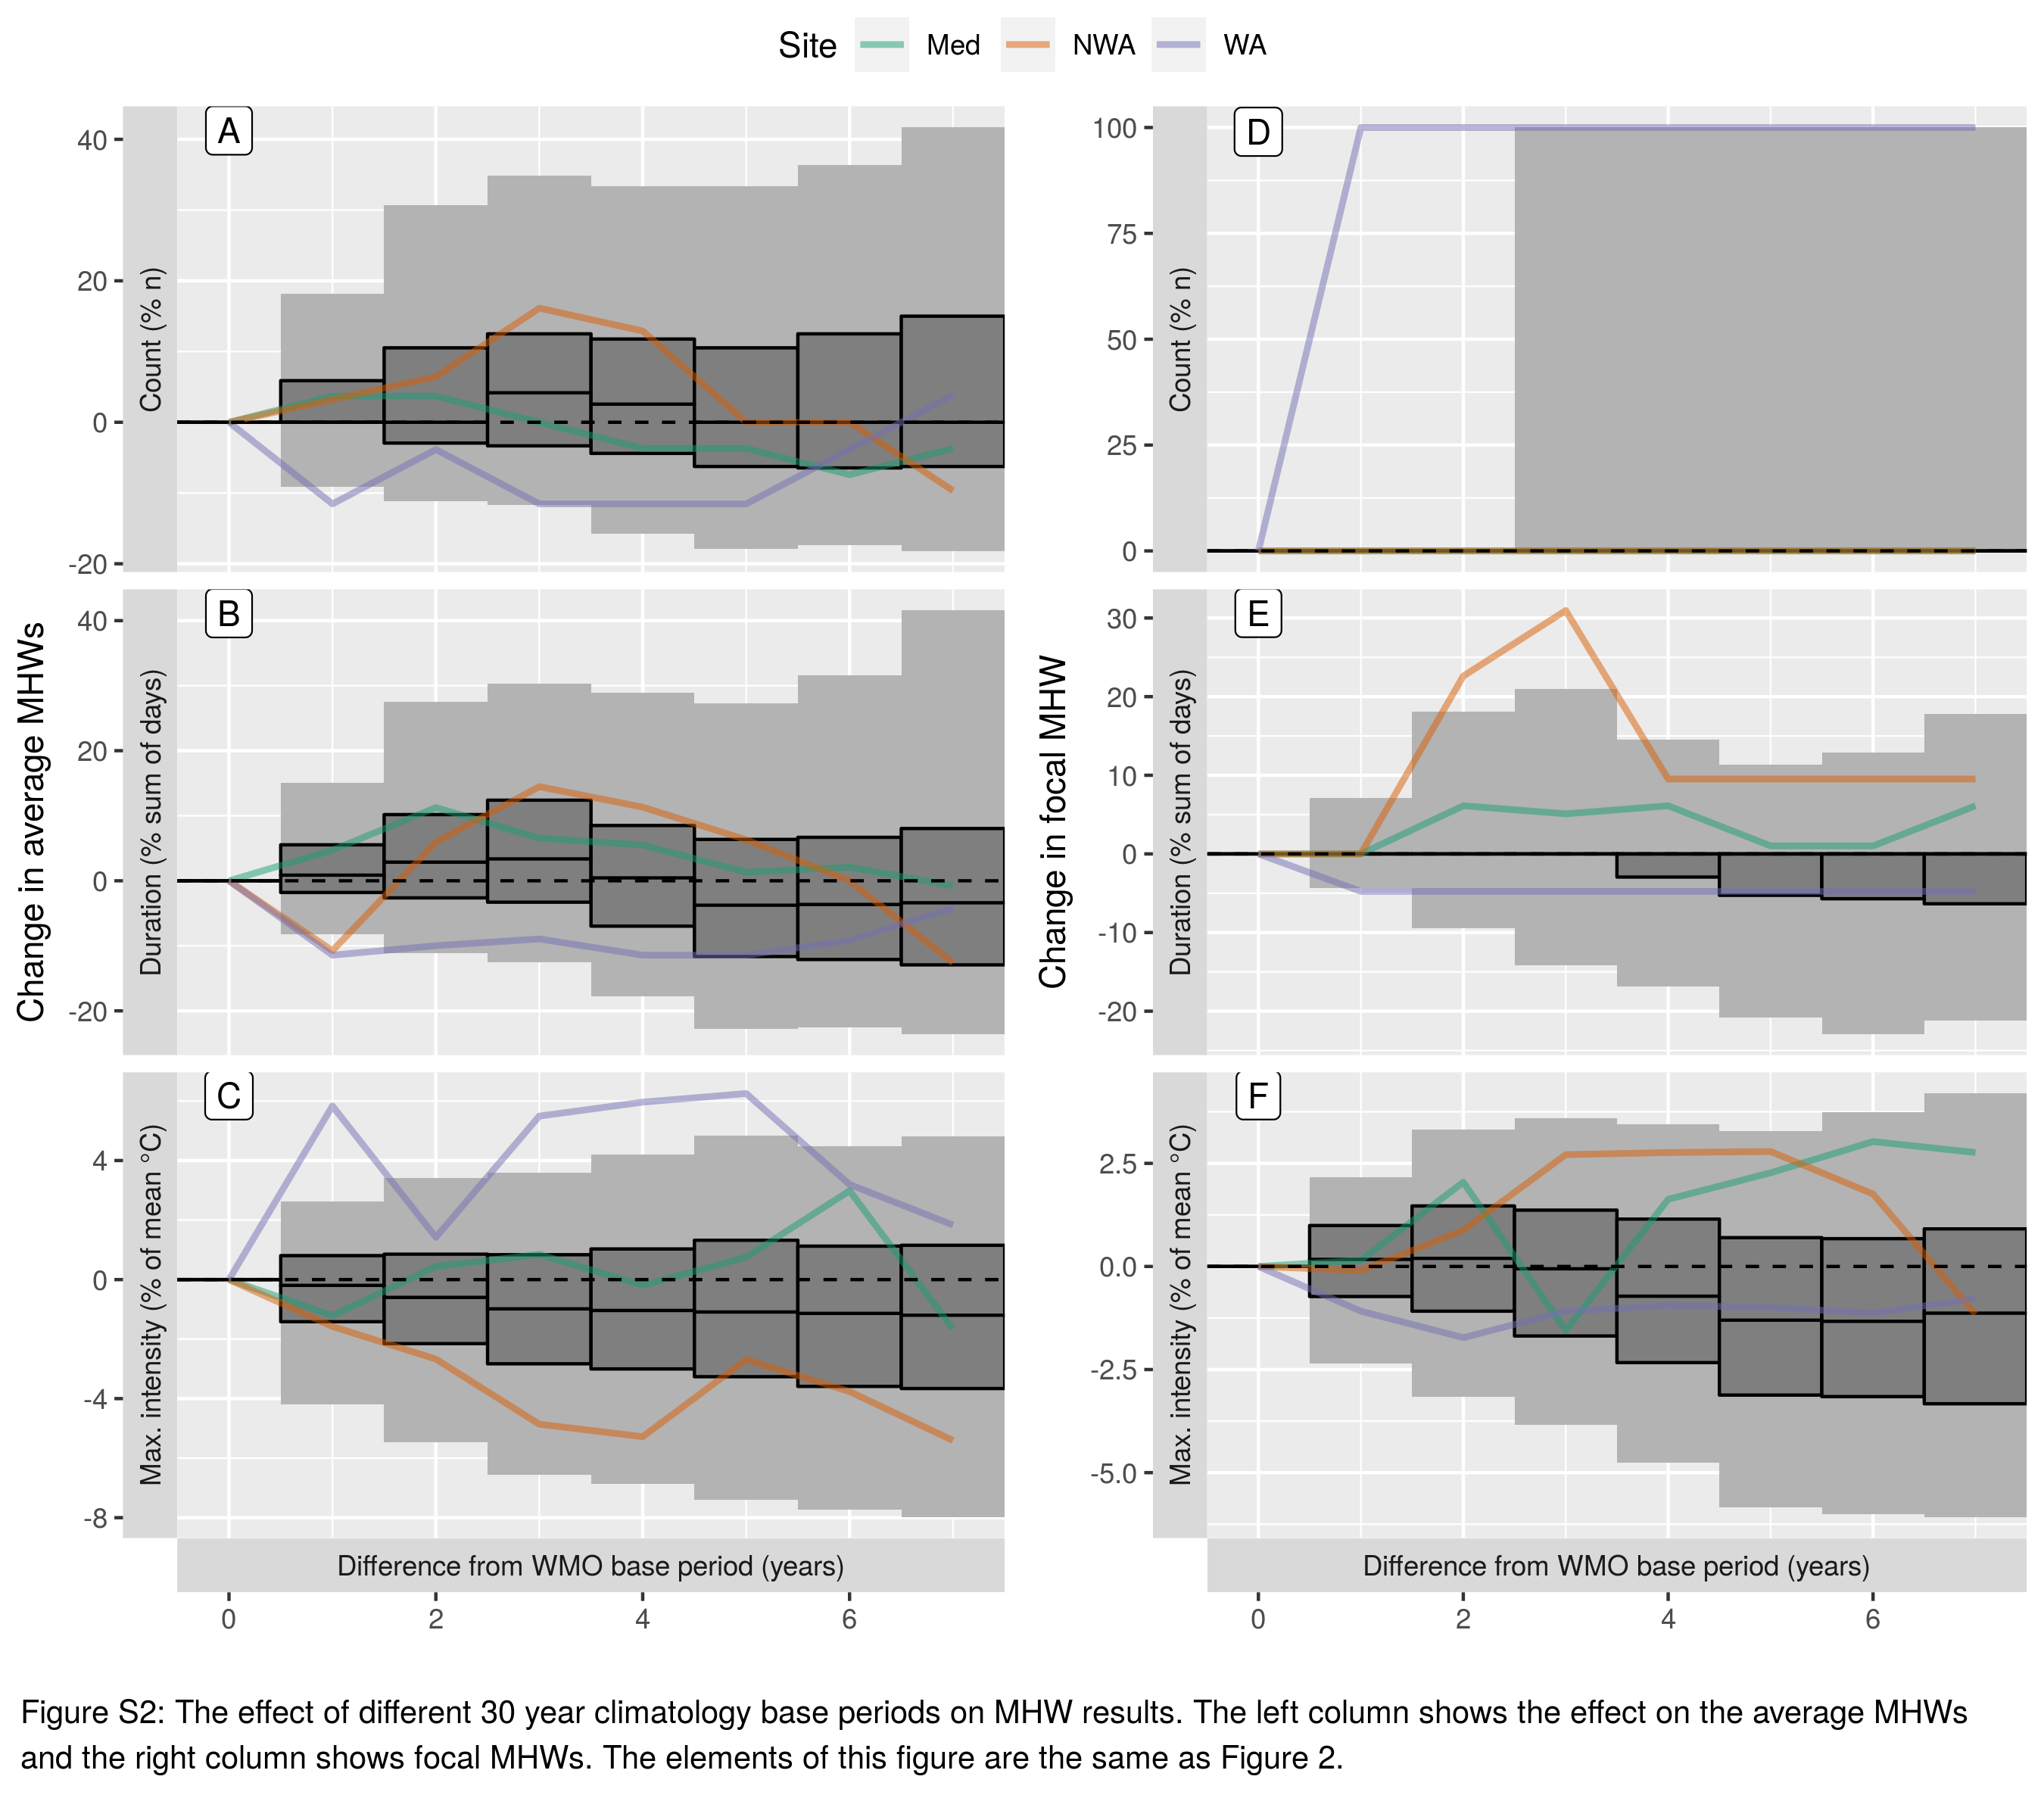 Site Med NWA WA
Change in average MHWs
A
Count (% n)
40
20
0
-20
B
Duration (% sum of days)
40
20
0
-20
C
Max. intensity (% of mean °C)
4
0
-4
-8
Difference from WMO base period (years)
0 2 4 6
Change in focal MHW
D
Count (% n)
100
75
50
25
0
E
Duration (% sum of days)
30
20
10
0
-10
-20
F
Max. intensity (% of mean °C)
2.5
0.0
-2.5
-5.0
Difference from WMO base period (years)
0 2 4 6
Figure S2: The effect of different 30 year climatology base periods on MHW results. The left column shows the effect on the average MHWs
and the right column shows focal MHWs. The elements of this figure are the same as Figure 2.